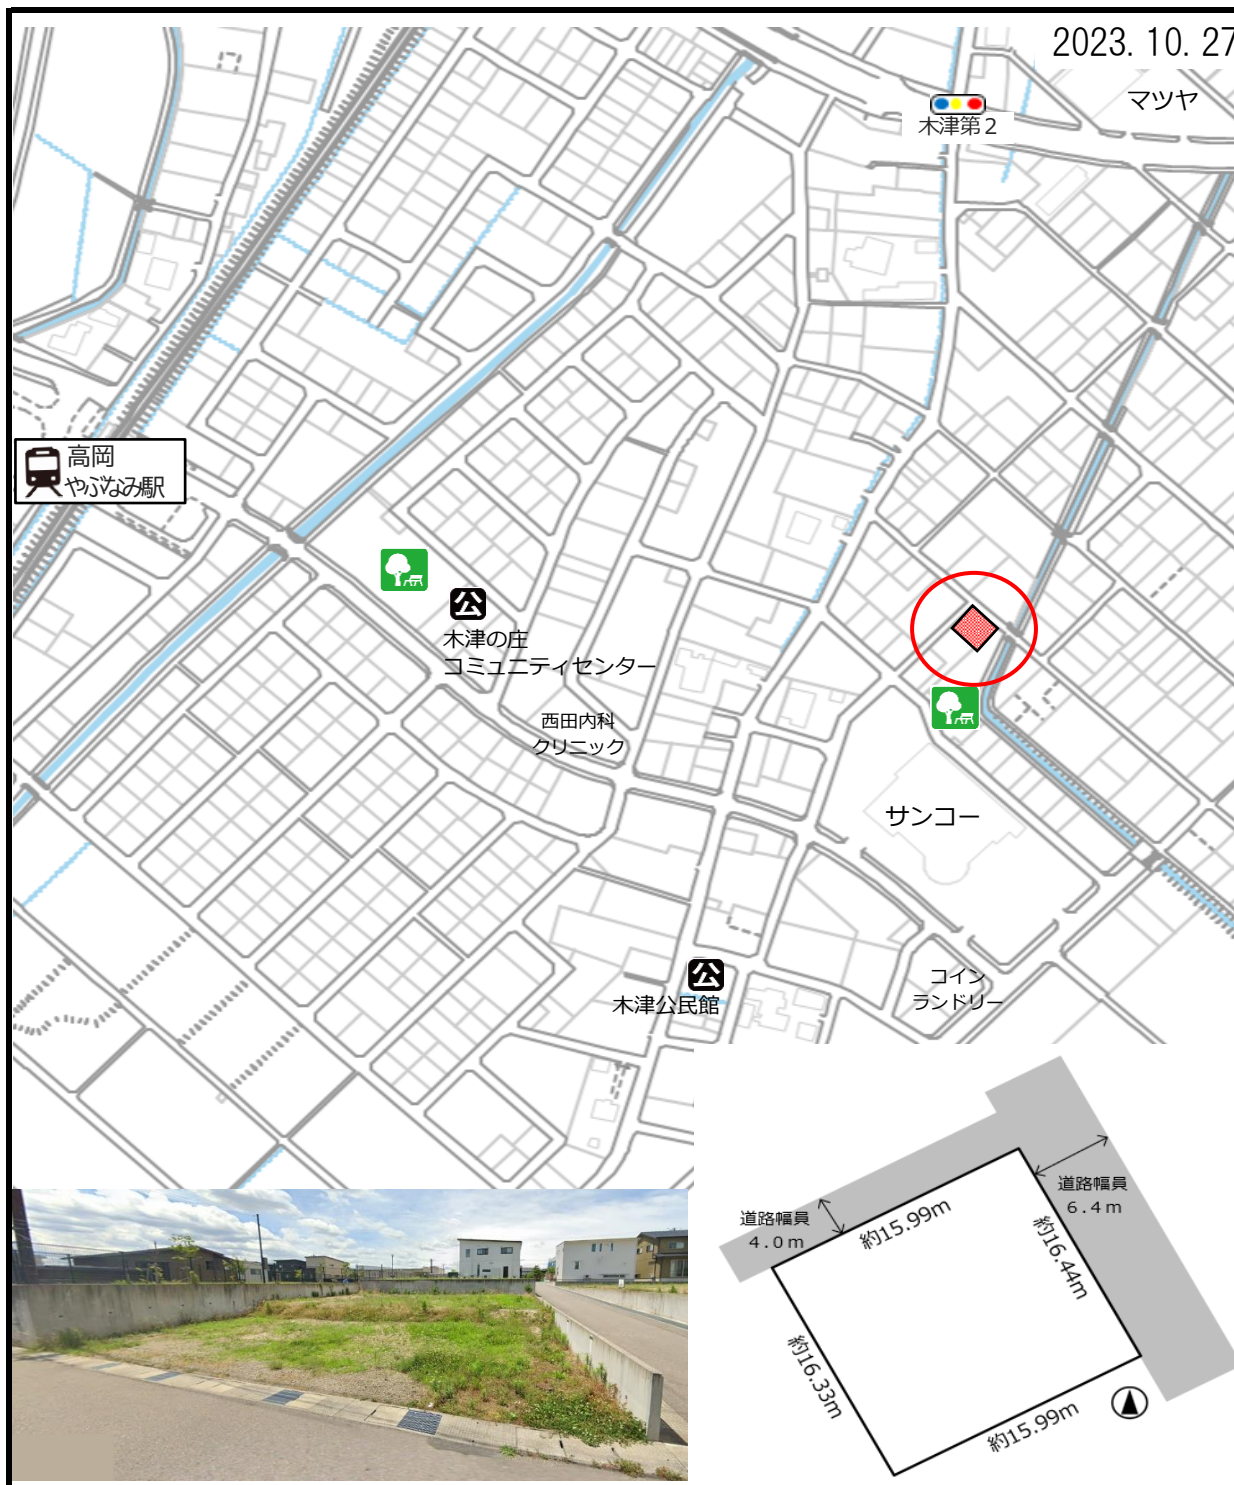 2023.10.27
マツヤ
木津第2
高岡
やぶなみ駅
公
木津の庄
コミュニティセンター
西田内科
クリニック
サンコー
公
木津公民館
コイン
ランドリー
道路幅員
4.0m
約15.99m
道路幅員
6.4m
約16.44m
約16.33m
約15.99m